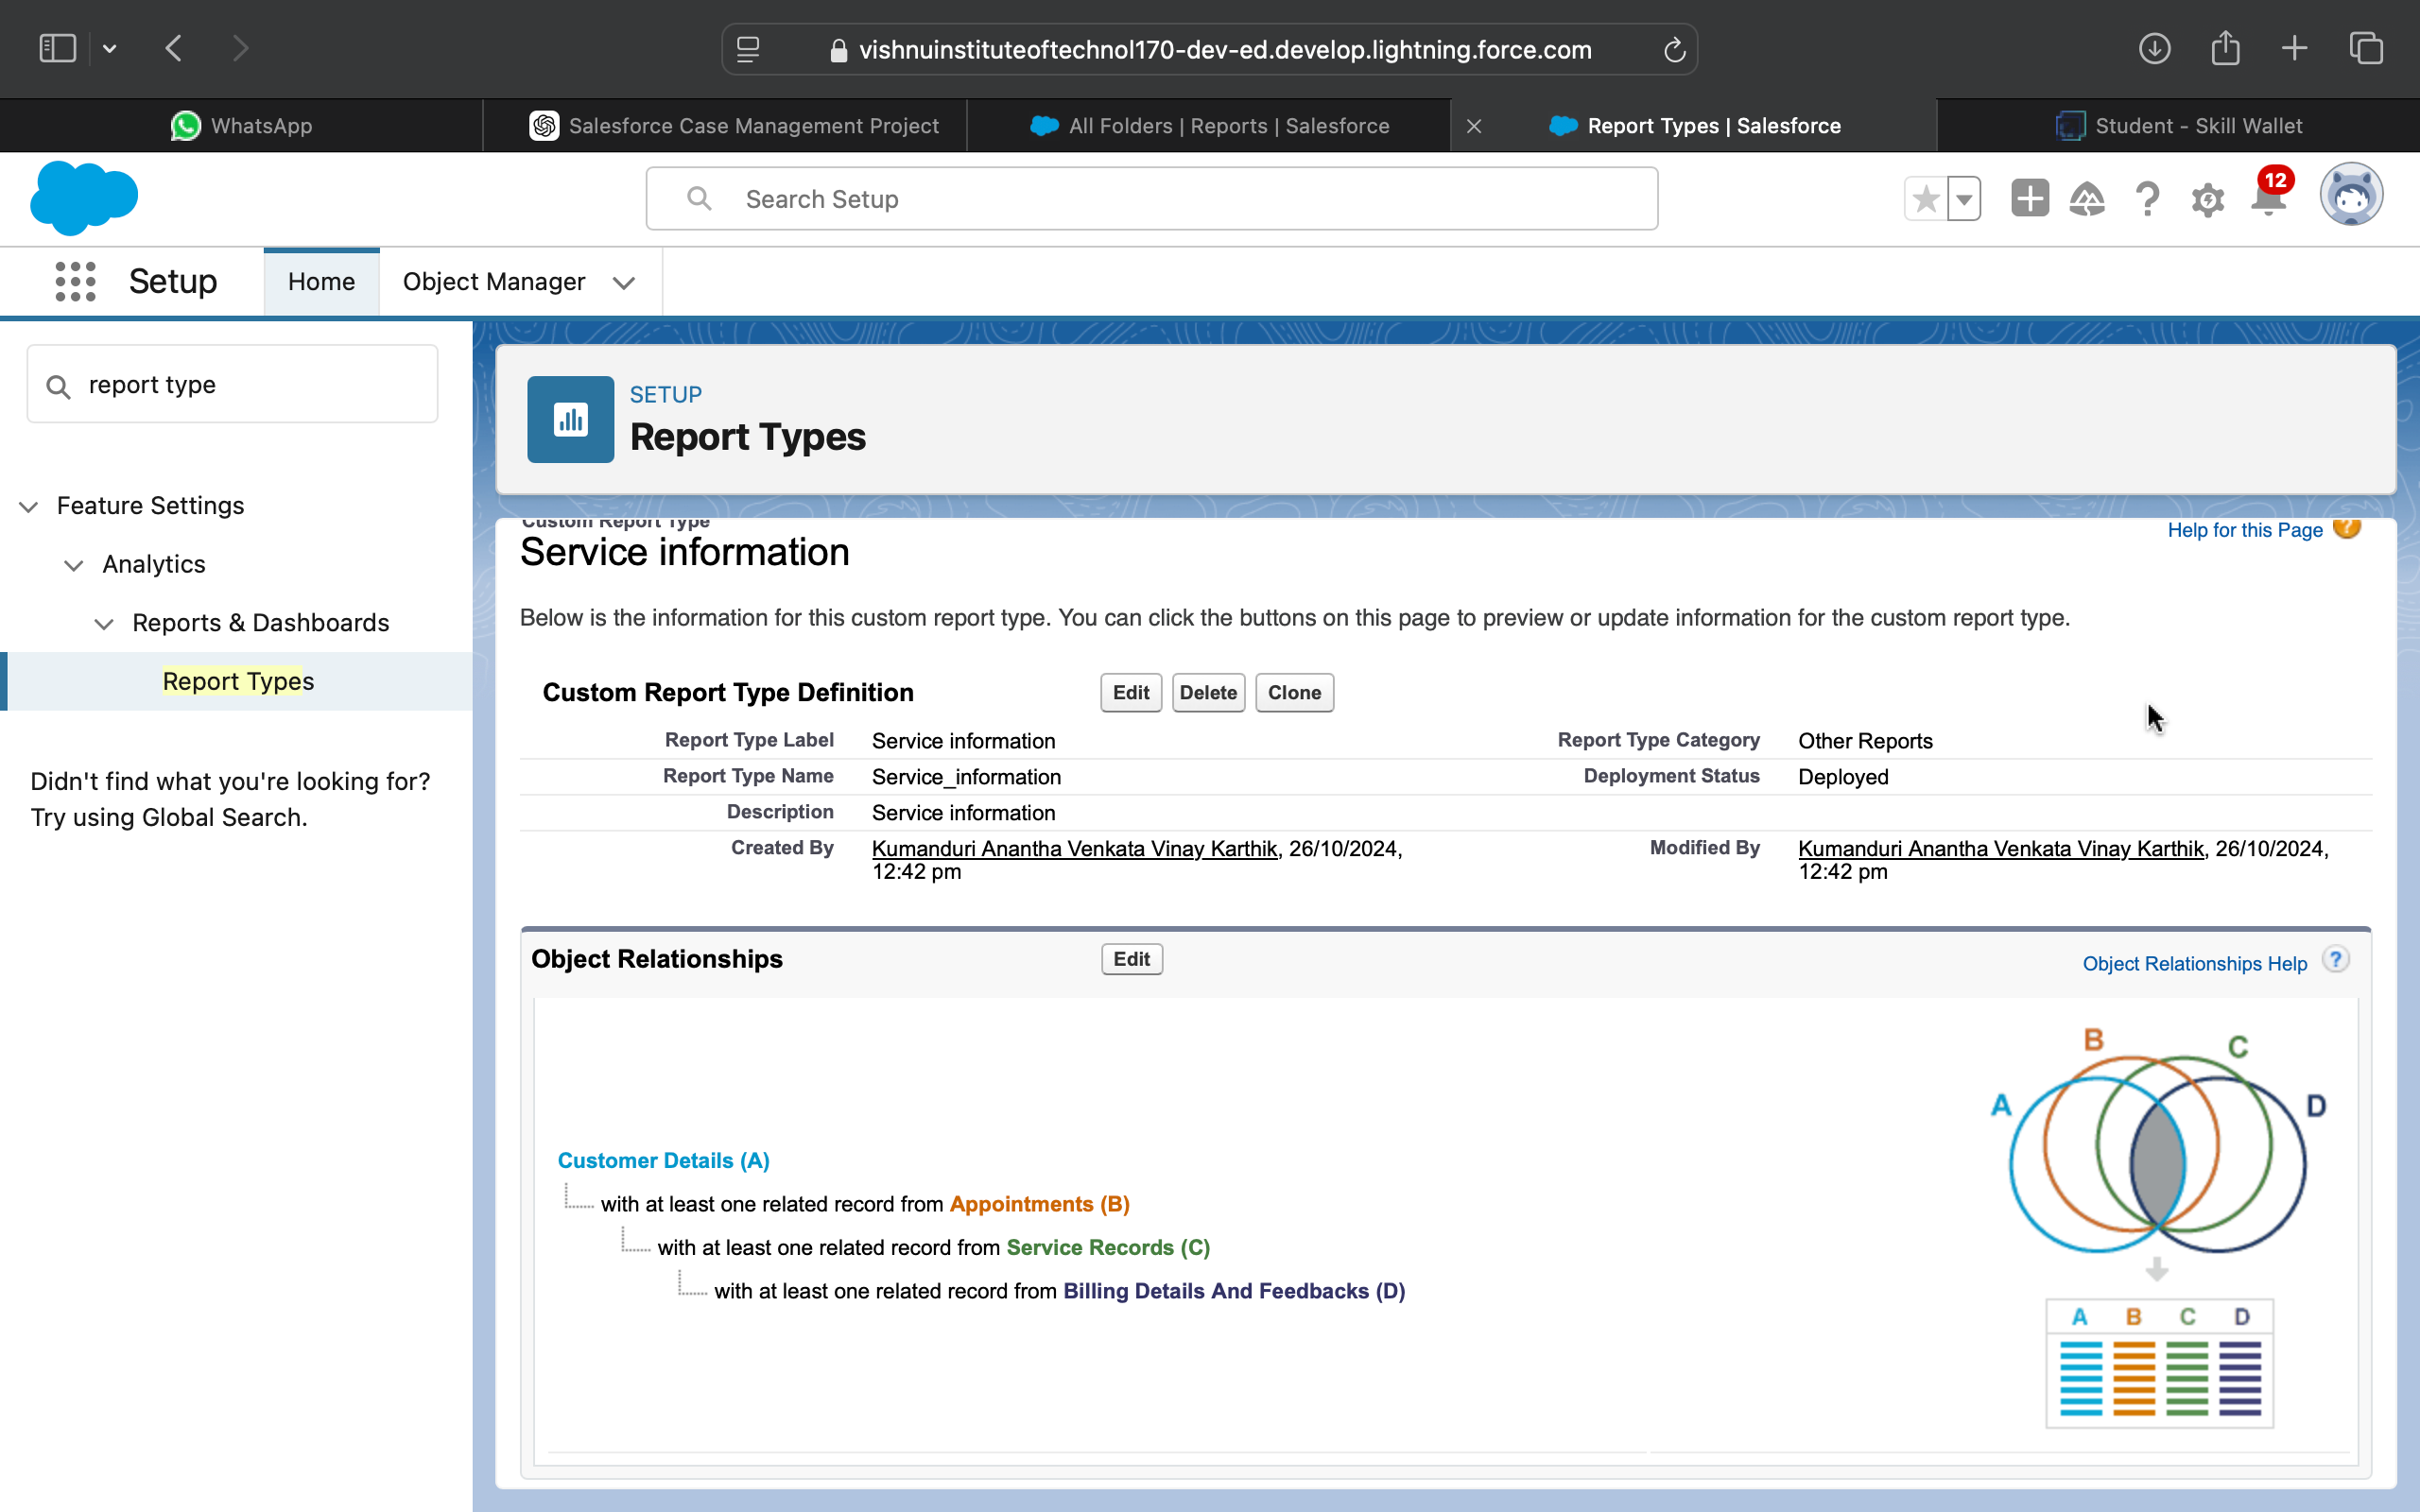 vishnuinstituteoftechnol170-dev-ed.develop.lightning.force.com
WhatsApp
Salesforce Case Management Project
All Folders | Reports | Salesforce
Report Types | Salesforce
Student - Skill Wallet
Search Setup
12
Setup
Home
Object Manager
report type
Feature Settings
Analytics
Reports & Dashboards
Report Types
Didn't find what you're looking for?
Try using Global Search.
SETUP
Report Types
Custom Report Type
Service information
Help for this Page ?
Below is the information for this custom report type. You can click the buttons on this page to preview or update information for the custom report type.
Custom Report Type Definition Edit Delete Clone
Report Type Label Service information Report Type Category Other Reports
Report Type Name Service_information Deployment Status Deployed
Description Service information
Created By Kumanduri Anantha Venkata Vinay Karthik, 26/10/2024, Modified By Kumanduri Anantha Venkata Vinay Karthik, 26/10/2024,
12:42 pm 12:42 pm
Object Relationships Edit Object Relationships Help ?
B C
A D
Customer Details (A)
with at least one related record from Appointments (B)
with at least one related record from Service Records (C)
with at least one related record from Billing Details And Feedbacks (D)
A B C D